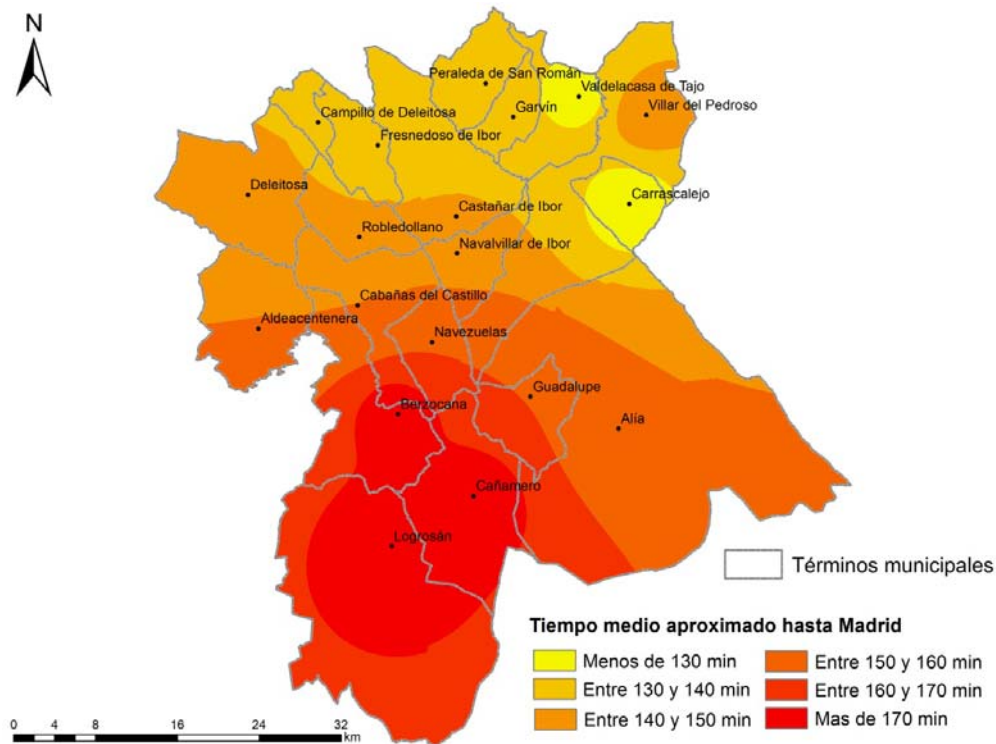 N
Peraleda de San Román
Valdelacasa de Tajo
Villar del Pedroso
Campillo de Deleitosa
Garvín
Fresnedoso de Ibor
Deleitosa
Carrascalejo
Castañar de Ibor
Robledollano
Navalvillar de Ibor
Cabañas del Castillo
Aldeacentenera
Navezuelas
Guadalupe
Berzocana
Alía
Cañamero
Logrosán
Términos municipales
Tiempo medio aproximado hasta Madrid
Menos de 130 min
Entre 150 y 160 min
Entre 130 y 140 min
Entre 160 y 170 min
Entre 140 y 150 min
Mas de 170 min
0 4 8 16 24 32
km